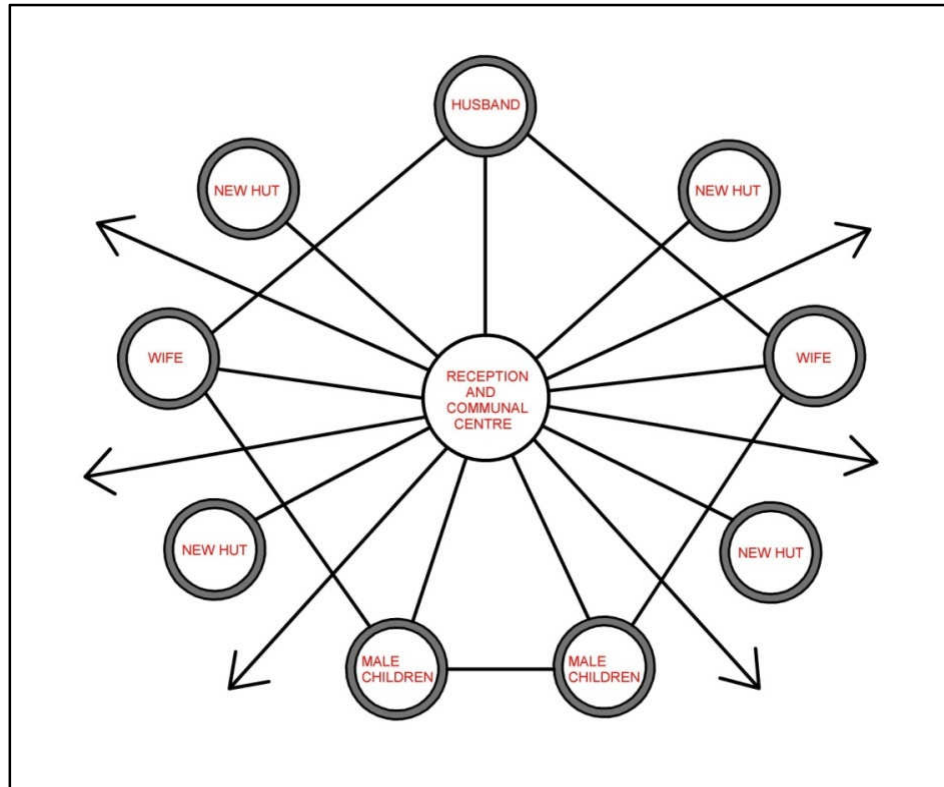 HUSBAND
NEW HUT
NEW HUT
WIFE
RECEPTION
AND
COMMUNAL
CENTRE
WIFE
NEW HUT
NEW HUT
MALE
CHILDREN
MALE
CHILDREN